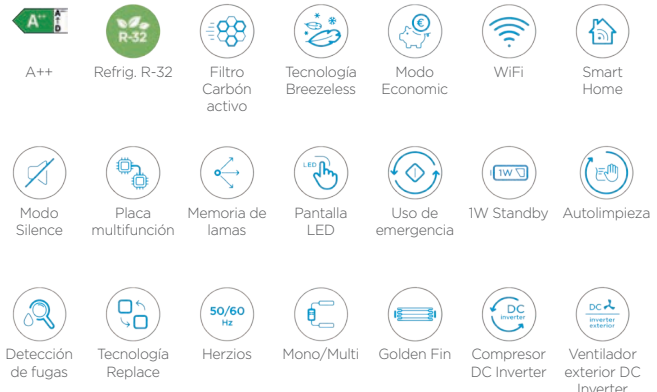 A++ A D
R-32
A++ Refrig. R-32 Filtro Carbón activo Tecnología Breezeless Modo Economic WiFi Smart Home
LED 1W
Modo Silence Placa multifunción Memoria de lamas Pantalla LED Uso de emergencia 1W Standby Autolimpieza
50/60 Hz DC Inverter DC inverter exterior
Detección de fugas Tecnología Replace Herzios Mono/Multi Golden Fin Compresor DC Inverter Ventilador exterior DC Inverter